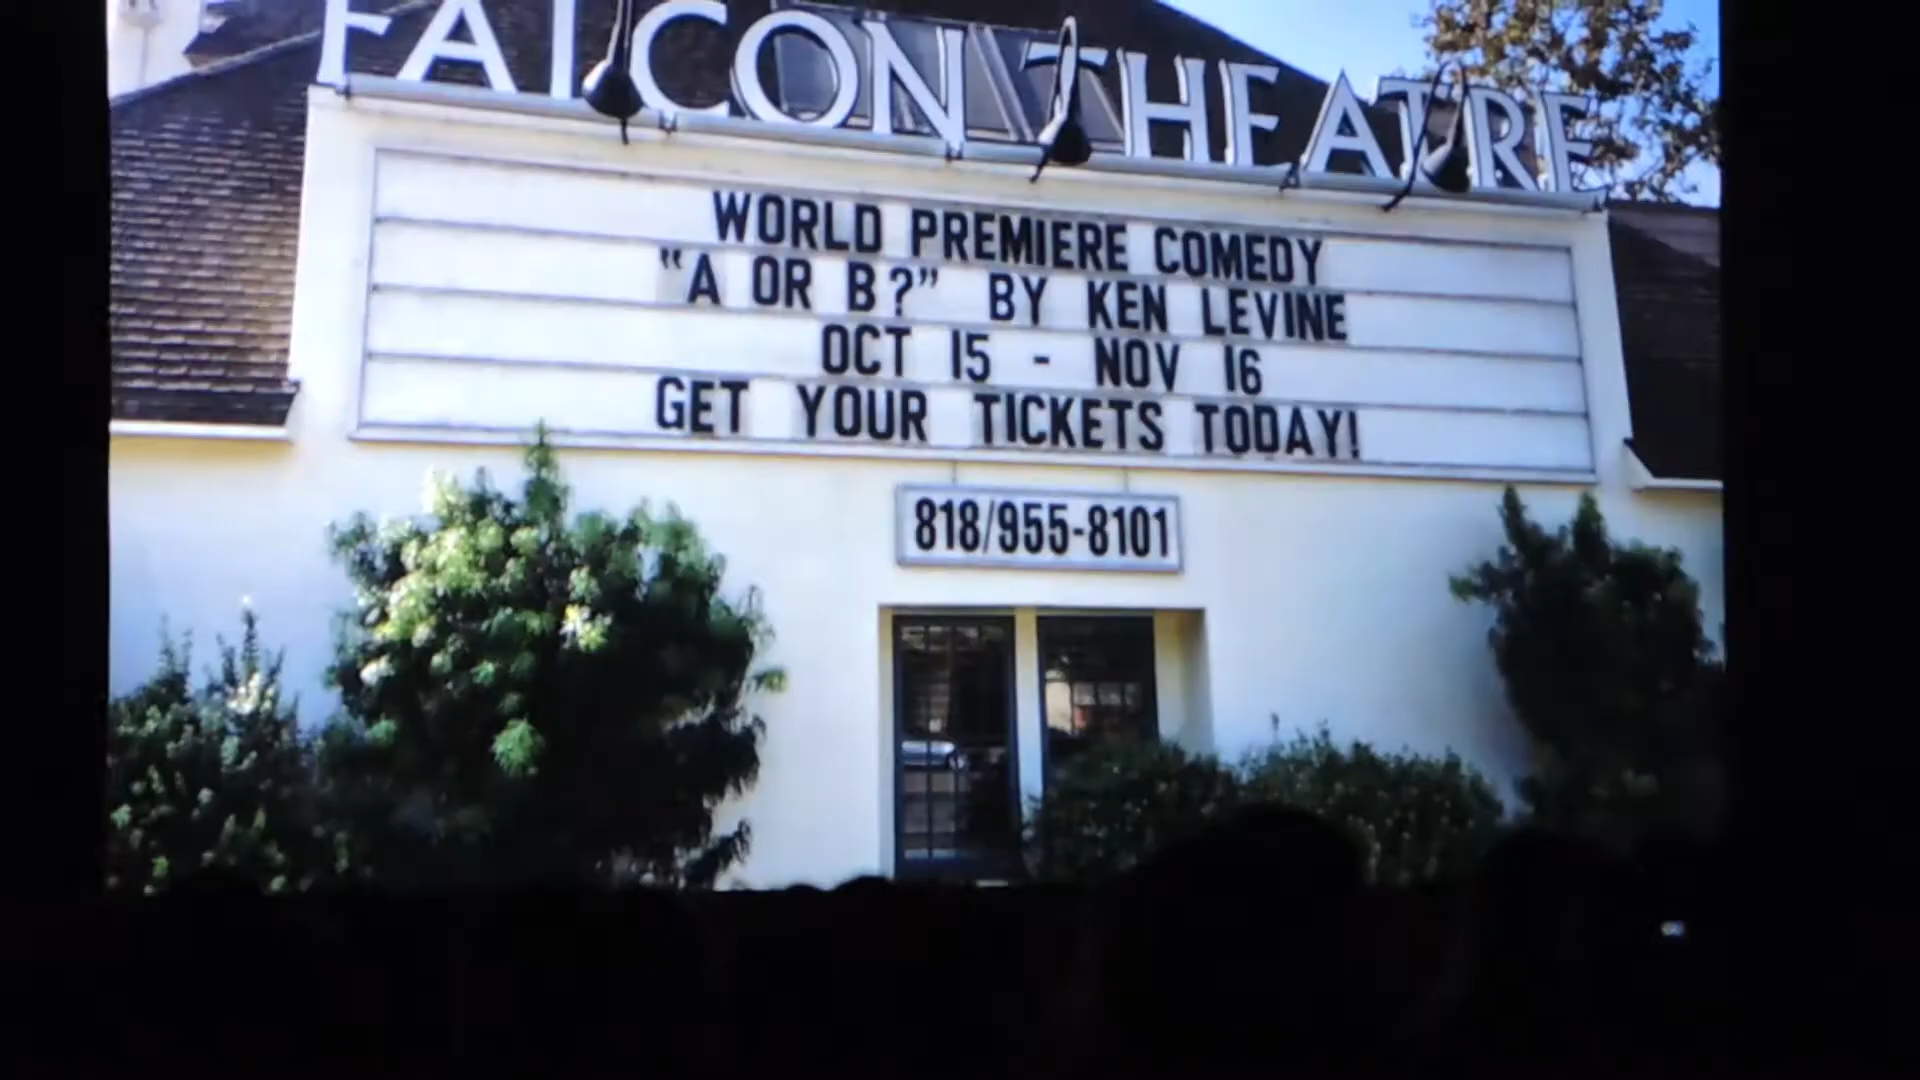 FALCON THEATRE
WORLD PREMIERE COMEDY
"A OR B?" BY KEN LEVINE
OCT 15 - NOV 16
GET YOUR TICKETS TODAY!
818/955-8101